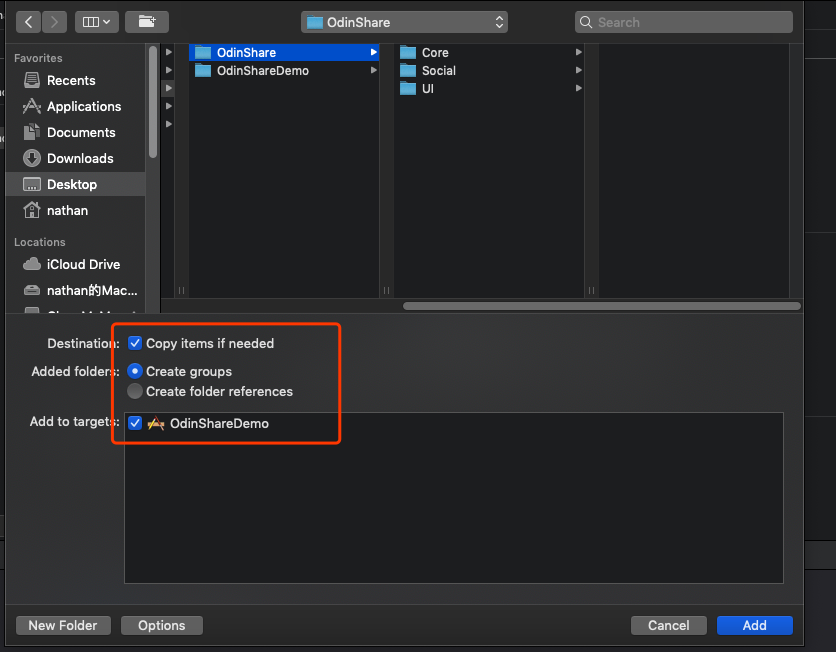 OdinShare
Search
Favorites
Recents
Applications
Documents
Downloads
Desktop
nathan
Locations
iCloud Drive
nathan的Mac...
OdinShare
OdinShareDemo
Core
Social
UI
Destination:
Copy items if needed
Added folders:
Create groups
Create folder references
Add to targets:
OdinShareDemo
New Folder
Options
Cancel
Add